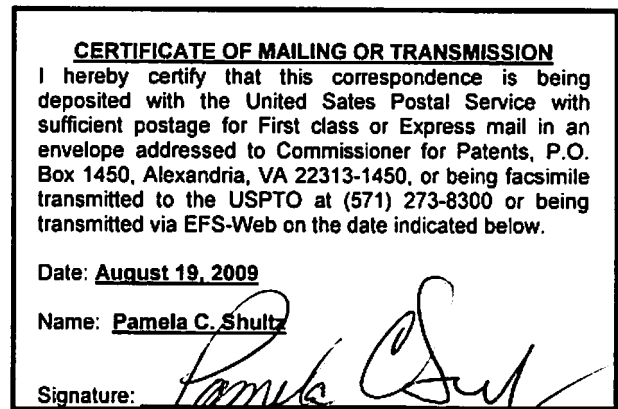 CERTIFICATE OF MAILING OR TRANSMISSION
I hereby certify that this correspondence is being
deposited with the United Sates Postal Service with
sufficient postage for First class or Express mail in an
envelope addressed to Commissioner for Patents, P.O.
Box 1450, Alexandria, VA 22313-1450, or being facsimile
transmitted to the USPTO at (571) 273-8300 or being
transmitted via EFS-Web on the date indicated below.
Date: August 19, 2009
Name: Pamela C. Shultz
Signature: Pamela C